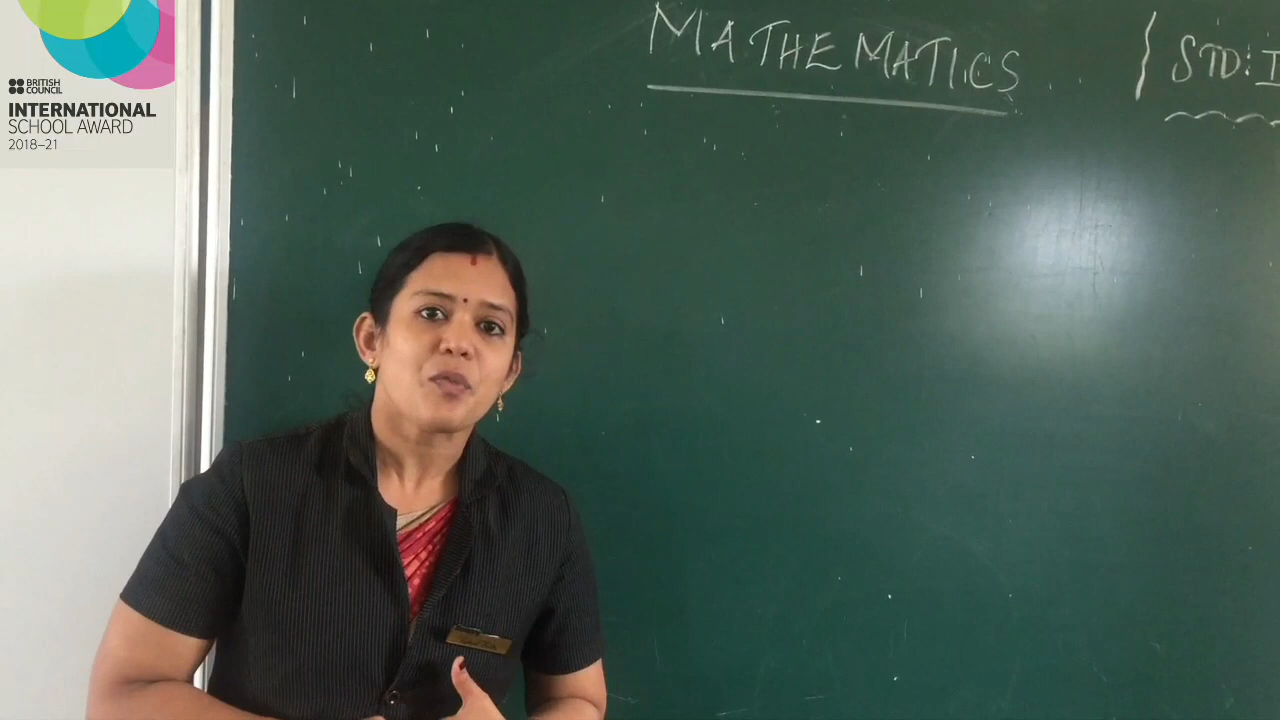 BRITISH
COUNCIL
INTERNATIONAL
SCHOOL AWARD
2018–21
MATHEMATICS
STD: